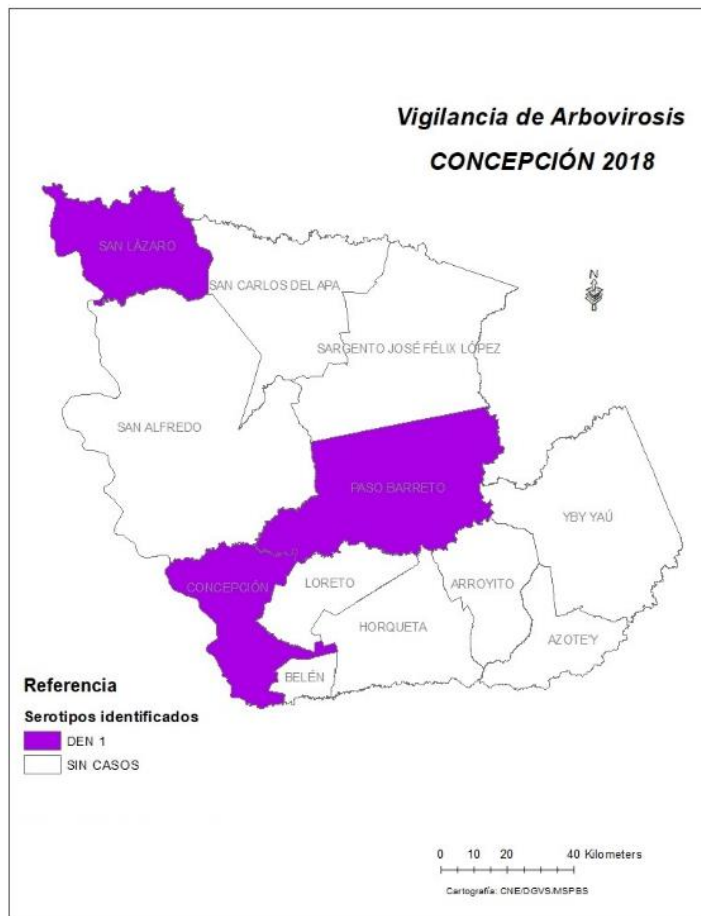 Vigilancia de Arbovirosis
CONCEPCIÓN 2018
SAN LÁZARO
N
SAN CARLOS DEL APA
SARGENTO JOSÉ FÉLIX LÓPEZ
SAN ALFREDO
PASO BARRETO
YBY YAÚ
CONCEPCIÓN
LORETO
ARROYITO
HORQUETA
AZOTE'Y
BELÉN
Referencia
Serotipos identificados
DEN 1
SIN CASOS
0 10 20 40 Kilometers
Cartografía: CNE/DGVS/MSPBS